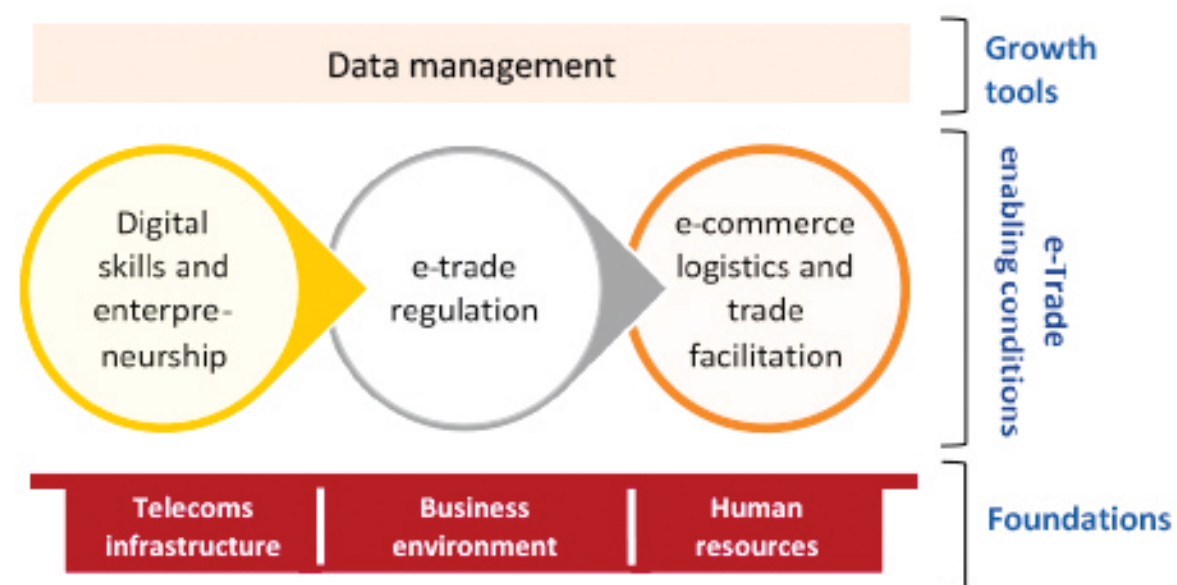 Data management
Growth
tools
Digital
skills and
enterpre-
neurship
e-trade
regulation
e-commerce
logistics and
trade
facilitation
e-Trade
enabling conditions
Telecoms
infrastructure
Business
environment
Human
resources
Foundations